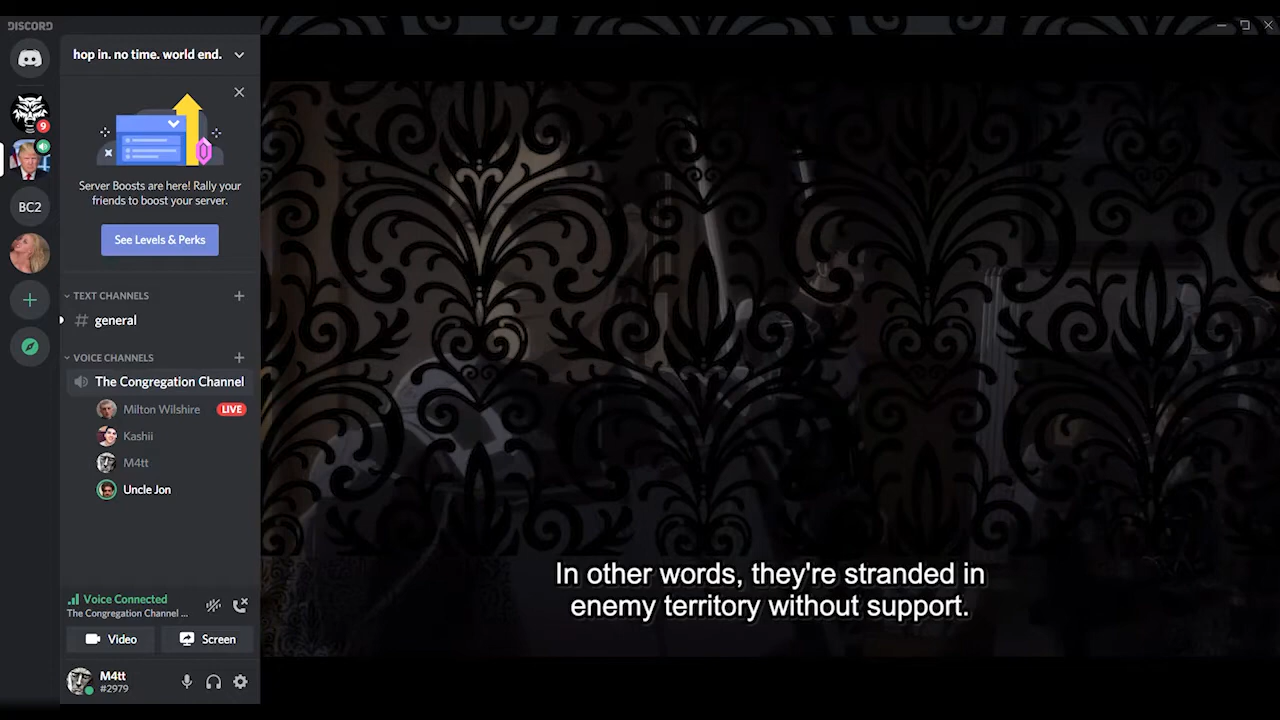 DISCORD
hop in. no time. world end.
9
BC2
Server Boosts are here! Rally your
friends to boost your server.
See Levels & Perks
TEXT CHANNELS
# general
VOICE CHANNELS
The Congregation Channel
Milton Wilshire LIVE
Kashii
M4tt
Uncle Jon
Voice Connected
The Congregation Channel ...
Video Screen
M4tt
#2979
In other words, they're stranded in
enemy territory without support.